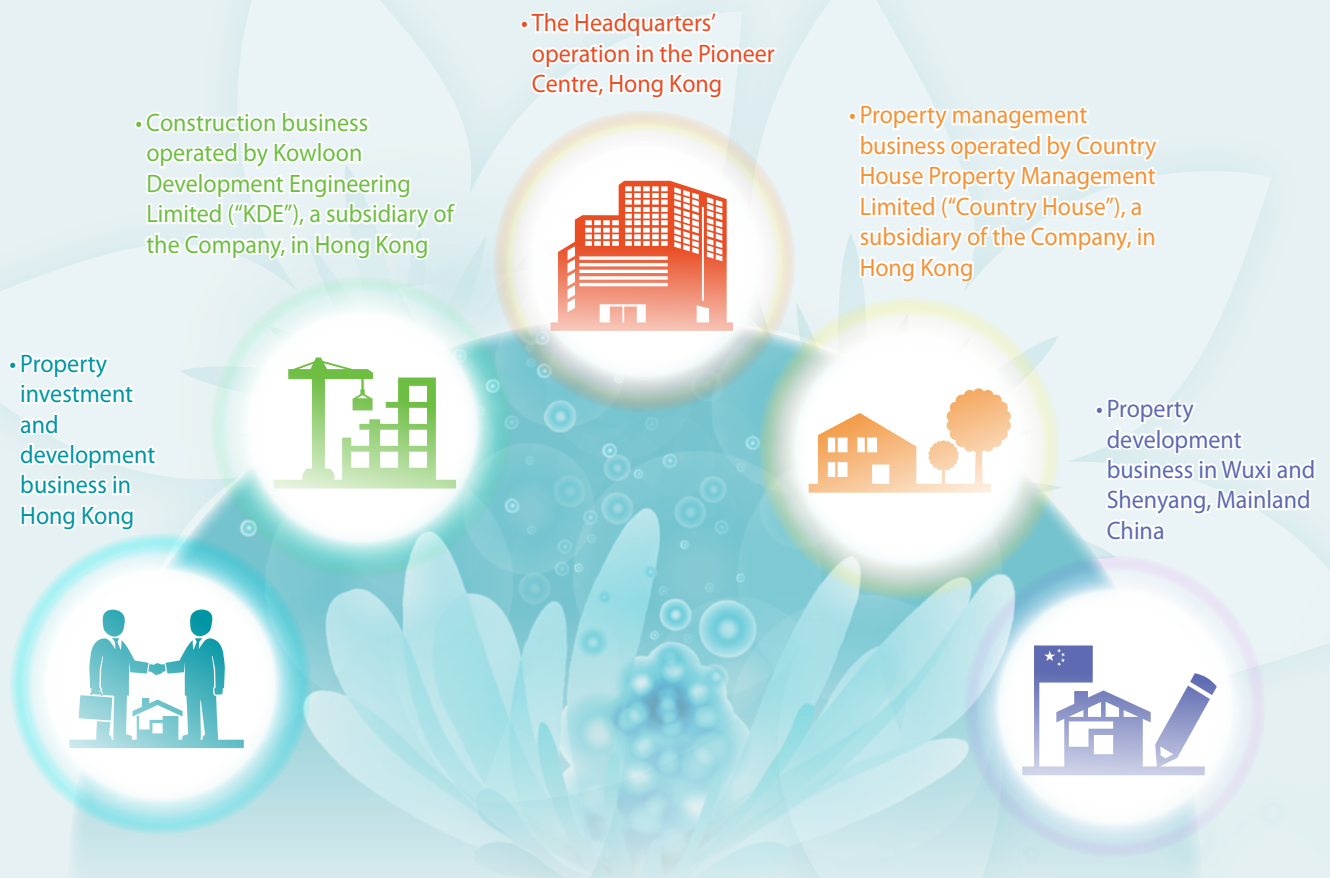 • The Headquarters’
operation in the Pioneer
Centre, Hong Kong
• Construction business
operated by Kowloon
Development Engineering
Limited (“KDE”), a subsidiary of
the Company, in Hong Kong
• Property management
business operated by Country
House Property Management
Limited (“Country House”), a
subsidiary of the Company, in
Hong Kong
• Property
investment
and
development
business in
Hong Kong
• Property
development
business in Wuxi and
Shenyang, Mainland
China